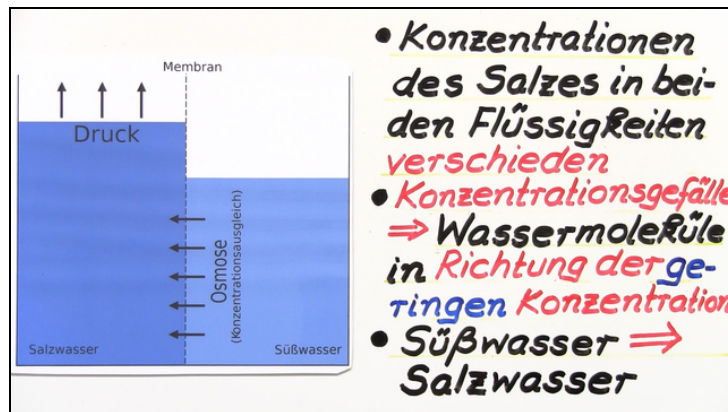 Membran
Druck
Osmose
(Konzentrationsausgleich)
Salzwasser
Süßwasser
• Konzentrationen
des Salzes in bei-
den Flüssigkeiten
verschieden
• Konzentrationsgefälle
⇒ Wassermoleküle
in Richtung der ge-
ringen Konzentration
• Süßwasser ⇒
Salzwasser